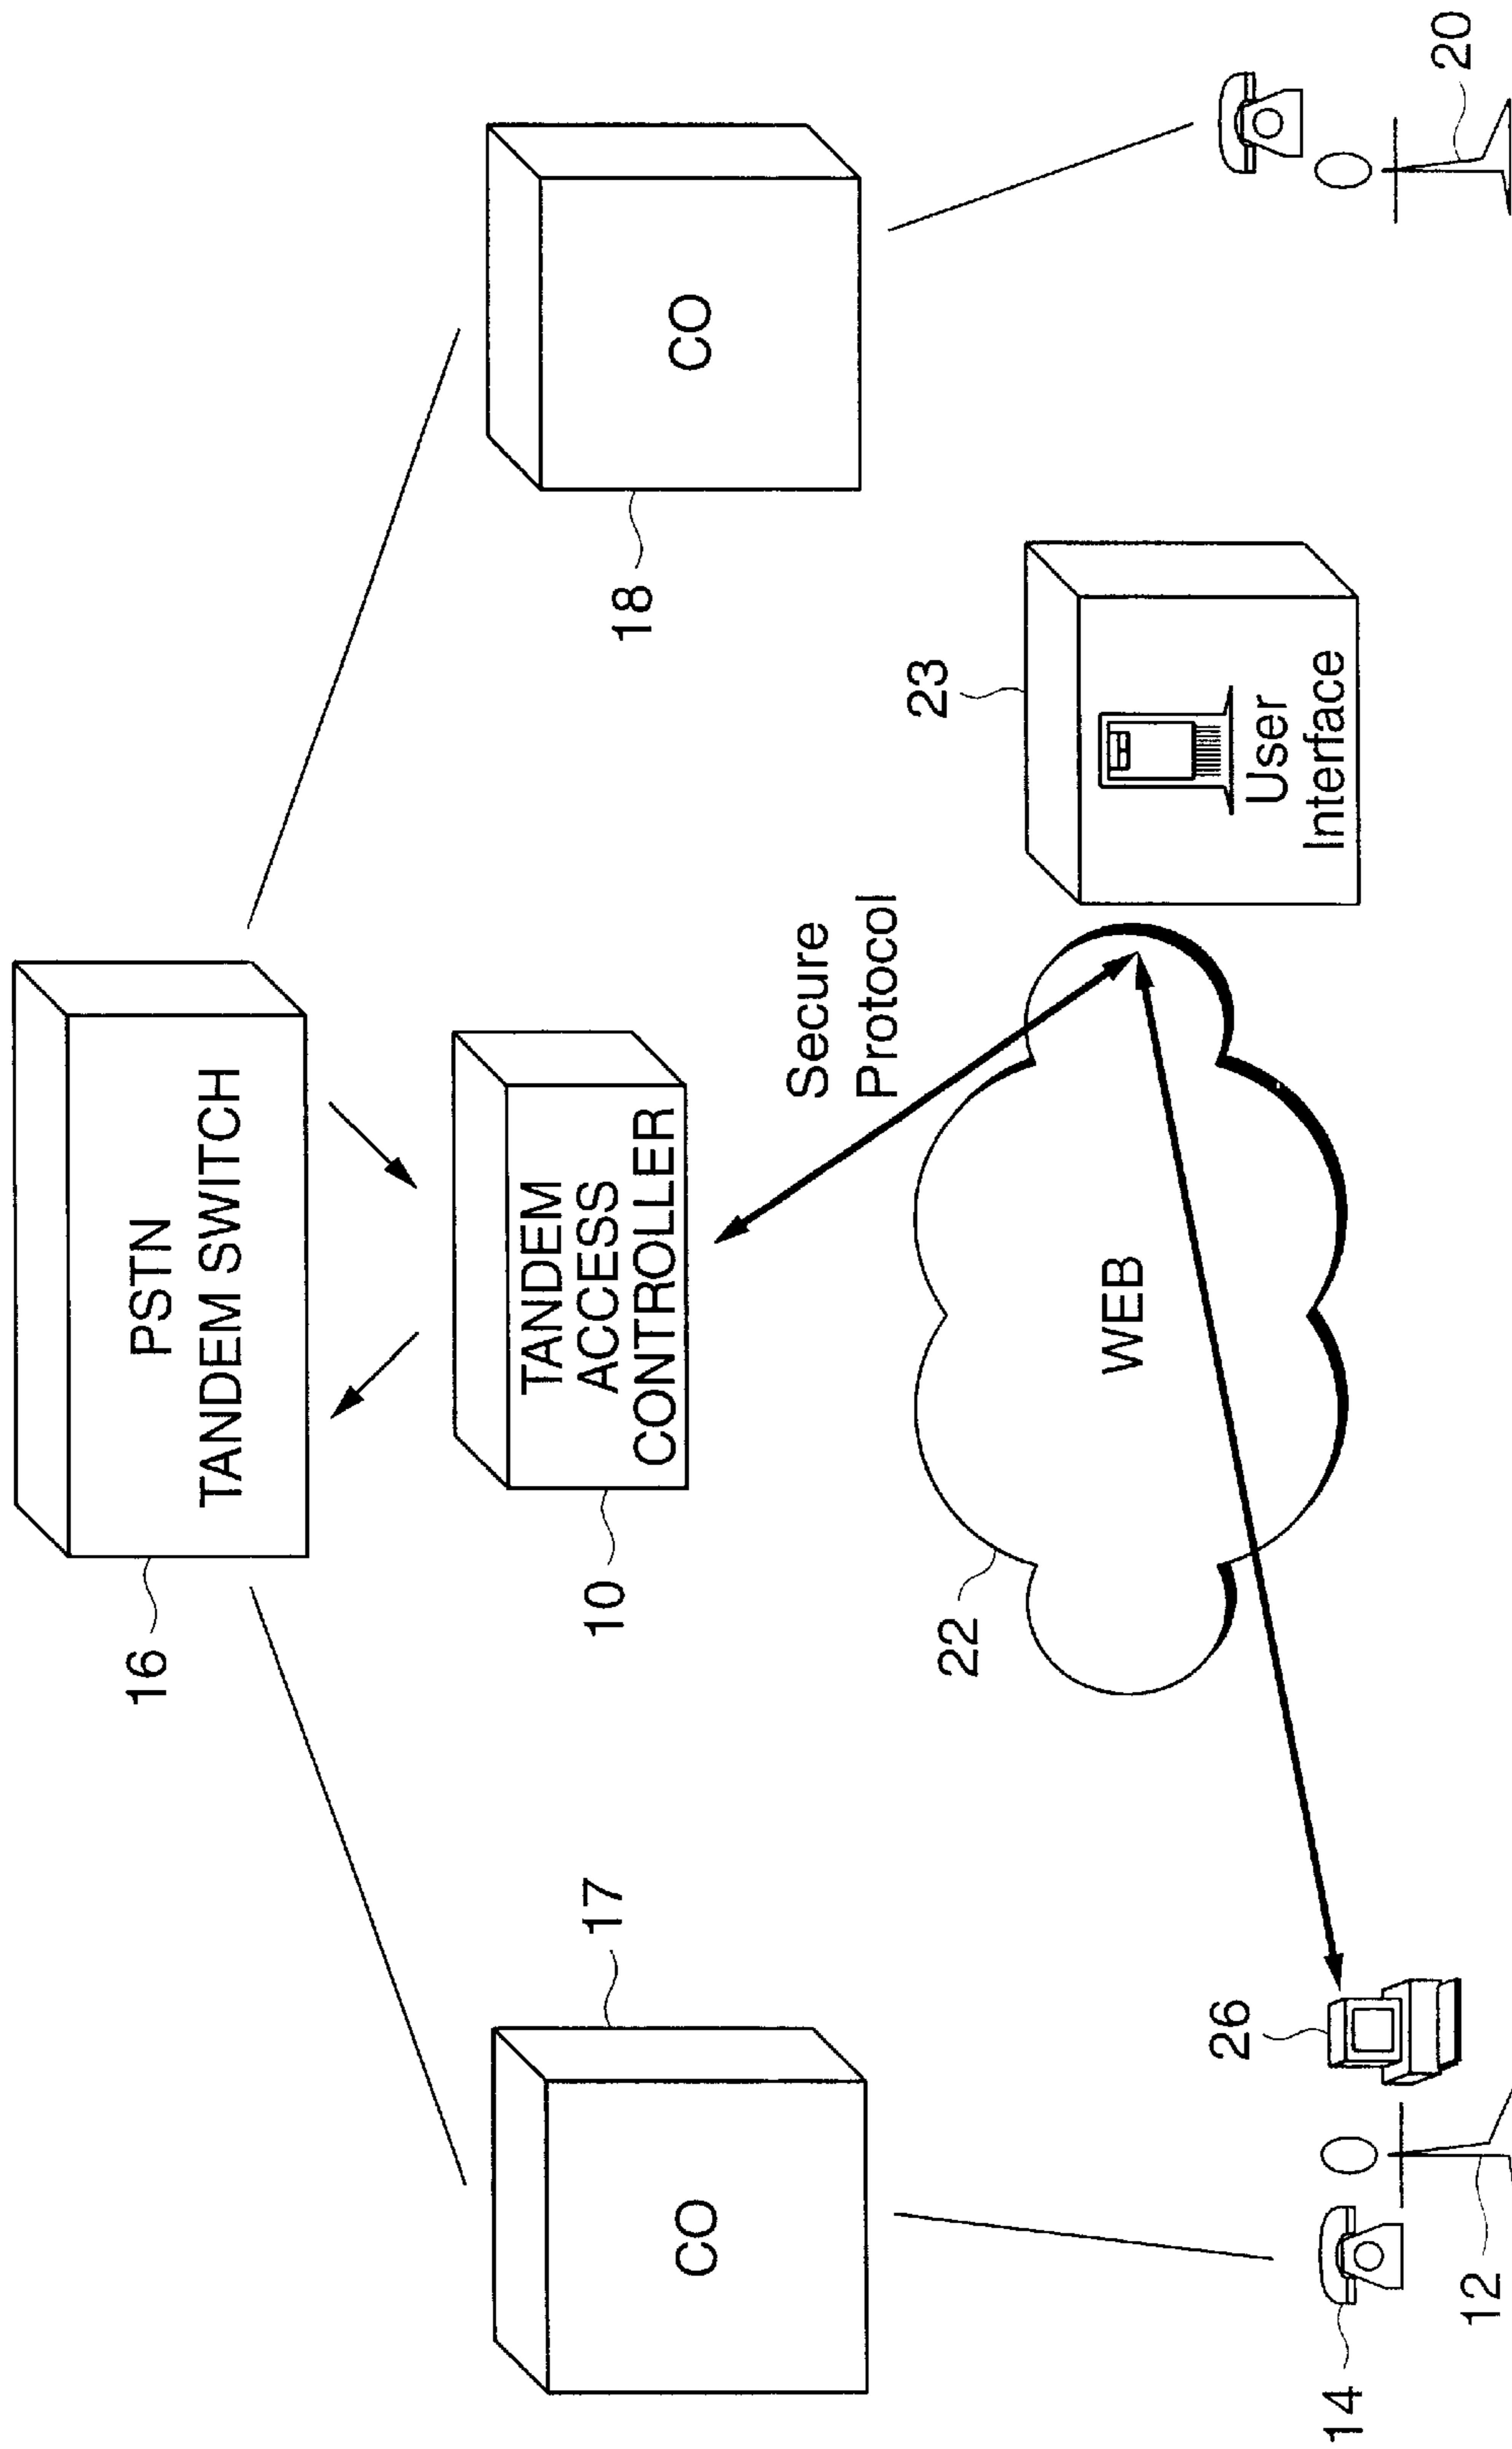 16
PSTN
TANDEM SWITCH
10
TANDEM
ACCESS
CONTROLLER
17
CO
18
CO
Secure
Protocol
22
WEB
23
User
Interface
14
12
26
20